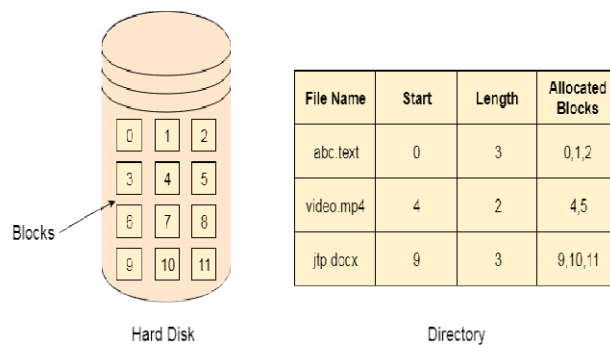 0 1 2
3 4 5
6 7 8
9 10 11
Blocks
Hard Disk
File Name Start Length Allocated Blocks
abc.text 0 3 0,1,2
video.mp4 4 2 4,5
jtp docx 9 3 9,10,11
Directory